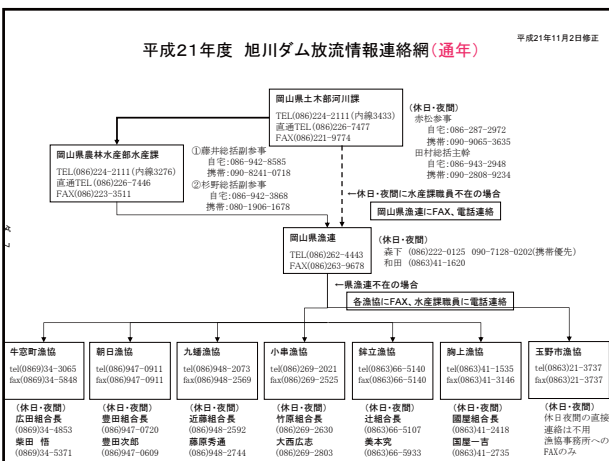 平成21年11月2日修正
平成21年度 旭川ダム放流情報連絡網(通年)
岡山県土木部河川課
TEL(086)224-2111(内線3433)
直通TEL(086)226-7477
FAX(086)221-9774
(休日・夜間)
赤松参事
自宅:086-287-2972
携帯:090-9065-3635
田村総括主幹
自宅:086-943-2948
携帯:090-2808-9234
岡山県農林水産部水産課
TEL(086)224-2111(内線3276)
直通TEL(086)226-7446
FAX(086)223-3511
①藤井総括副参事
自宅:086-942-8585
携帯:090-8241-0718
②杉野総括副参事
自宅:086-942-3868
携帯:080-1906-1678
←休日・夜間に水産課職員不在の場合
岡山県漁連にFAX、電話連絡
岡山県漁連
TEL(086)262-4443
FAX(086)263-9678
(休日・夜間)
森下 (086)222-0125 090-7128-0202(携帯優先)
和田 (0863)41-1620
←県漁連不在の場合
各漁協にFAX、水産課職員に電話連絡
牛窓町漁協
tel(0869)34-3065
fax(0869)34-5848
(休日・夜間)
広田組合長
(0869)34-4853
柴田 悟
(0869)34-5371
朝日漁協
tel(086)947-0911
fax(086)947-0911
(休日・夜間)
豊田組合長
(086)947-0720
豊田次郎
(086)947-0609
九蟠漁協
tel(086)948-2073
fax(086)948-2569
(休日・夜間)
近藤組合長
(086)948-2592
藤原秀通
(086)948-2744
小串漁協
tel(086)269-2021
fax(086)269-2525
(休日・夜間)
竹原組合長
(086)269-2630
大西広志
(086)269-2803
鉾立漁協
tel(0863)66-5140
fax(0863)66-5140
(休日・夜間)
辻組合長
(0863)66-5107
美本究
(0863)66-5933
胸上漁協
tel(0863)41-1535
fax(0863)41-3146
(休日・夜間)
國屋組合長
(0863)41-2418
国屋一吉
(0863)41-2735
玉野市漁協
tel(0863)21-3737
fax(0863)21-3737
(休日・夜間)
休日夜間の直接
連絡は不用
漁協事務所への
FAXのみ